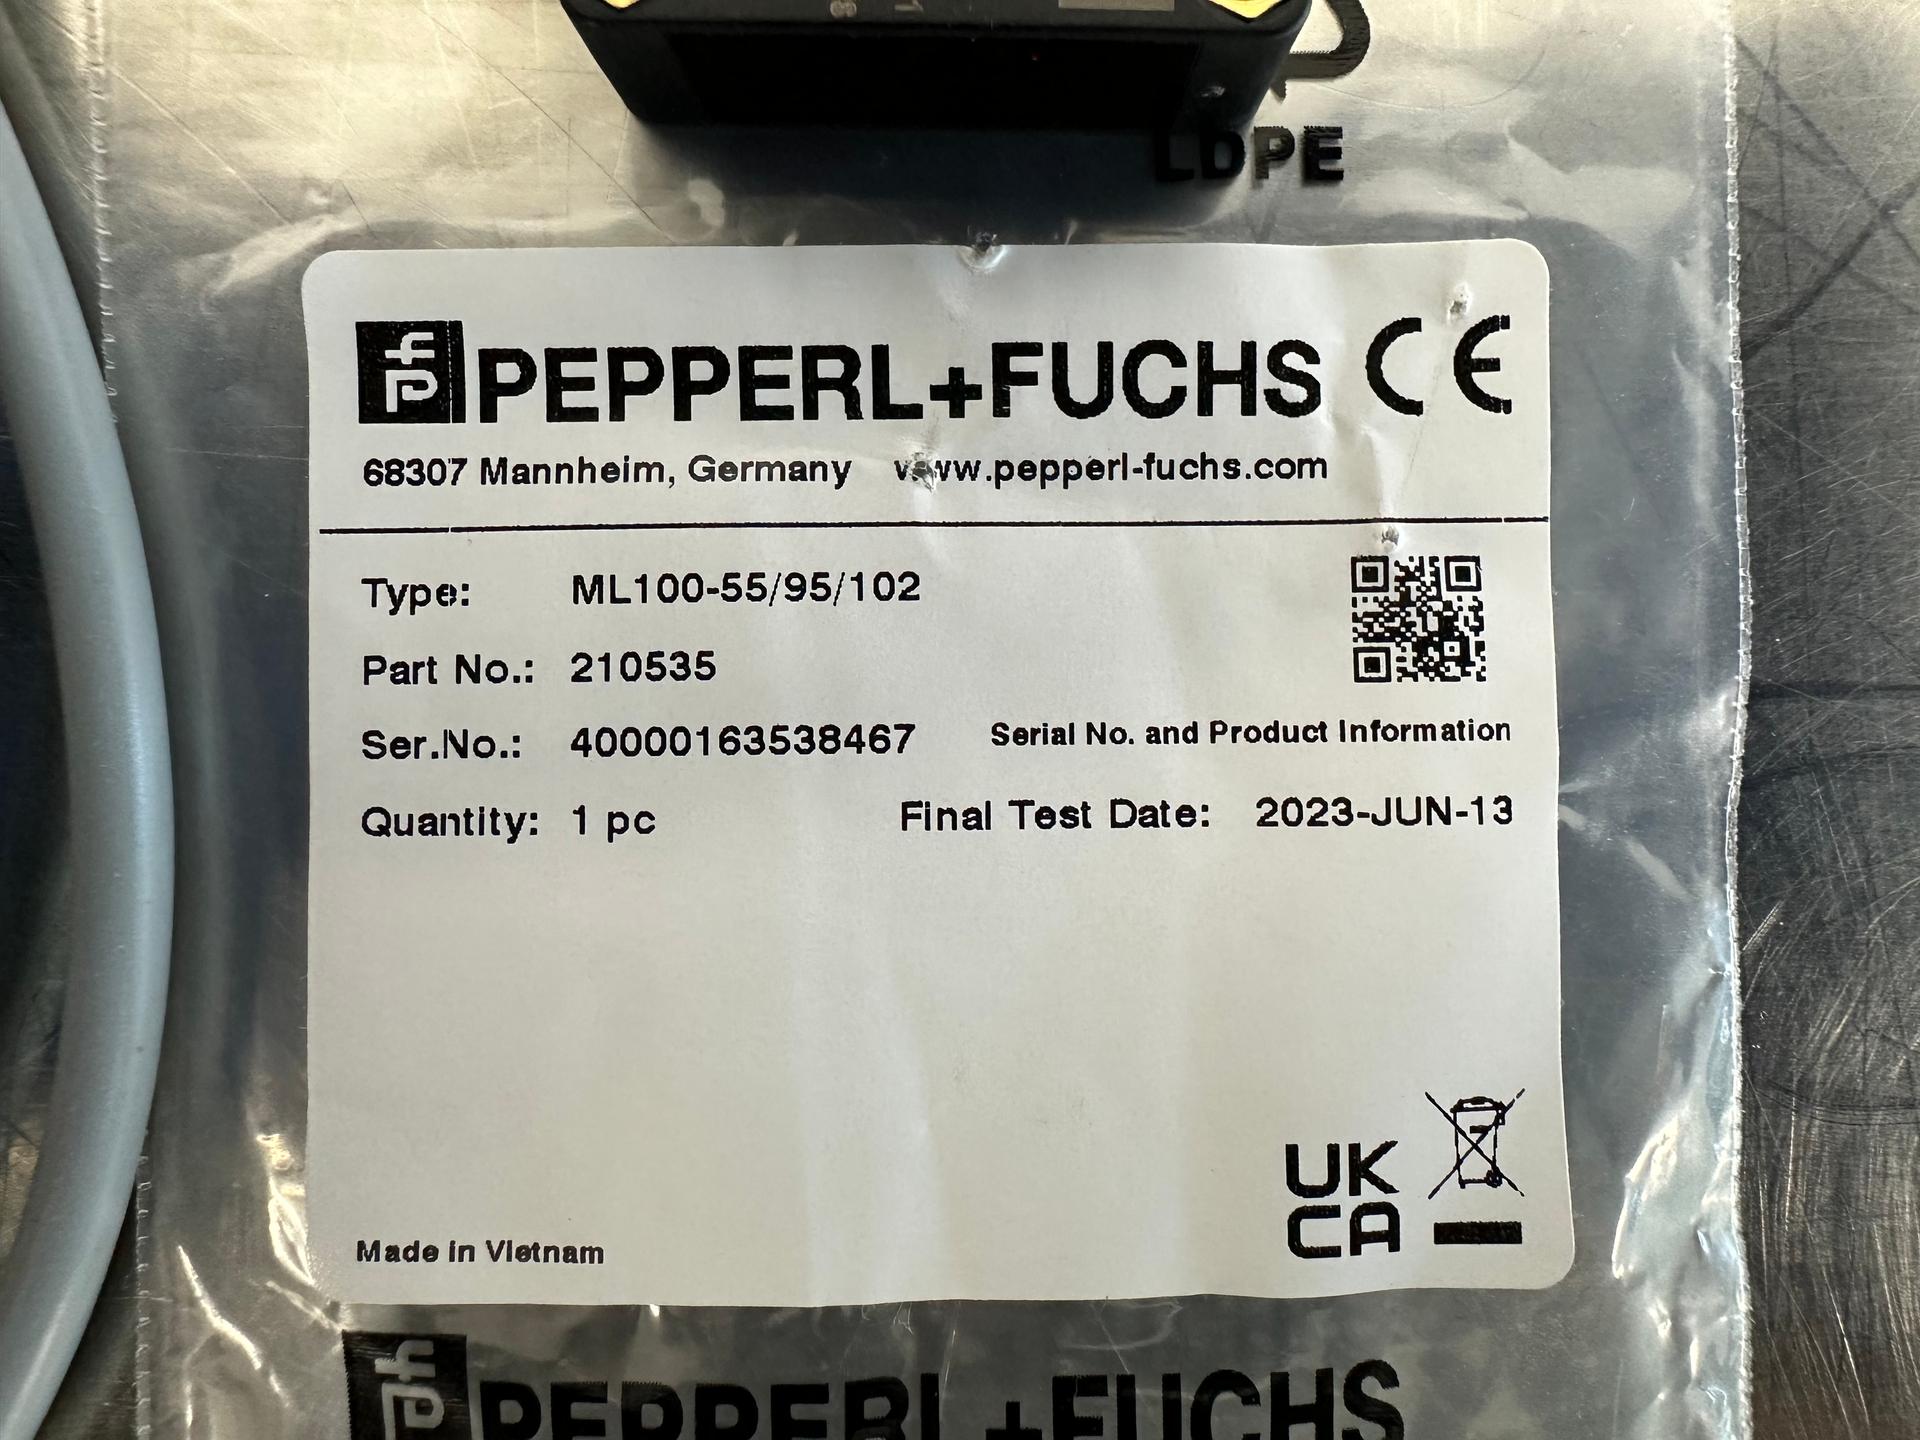 LDPE
PEPPERL+FUCHS CE
68307 Mannheim, Germany www.pepperl-fuchs.com
Type: ML100-55/95/102
Part No.: 210535
Ser.No.: 40000163538467 Serial No. and Product Information
Quantity: 1 pc Final Test Date: 2023-JUN-13
UK
CA
Made in Vietnam
PEPPERL+FUCHS